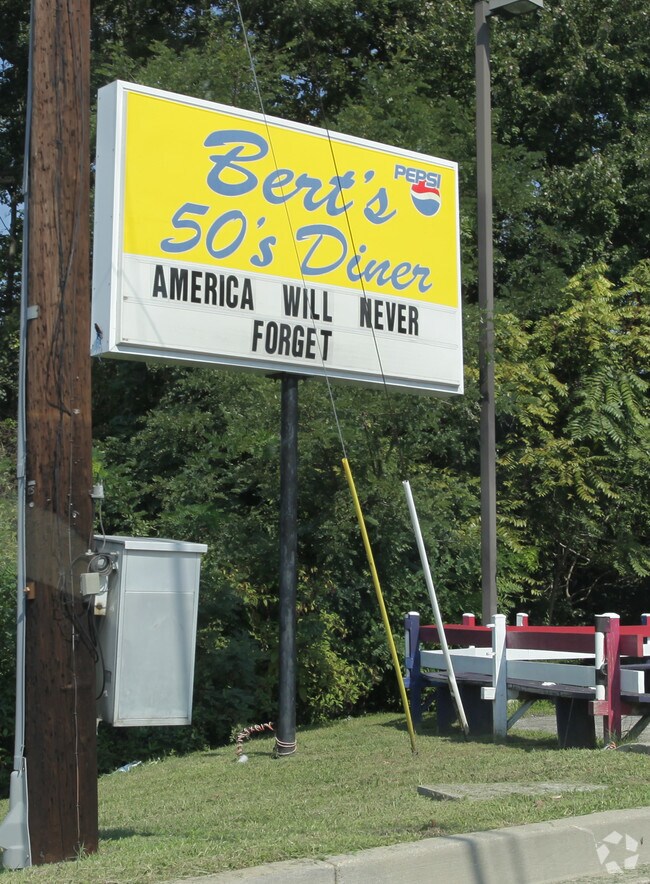 Bert's
PEPSI
50's Diner
AMERICA WILL NEVER
FORGET